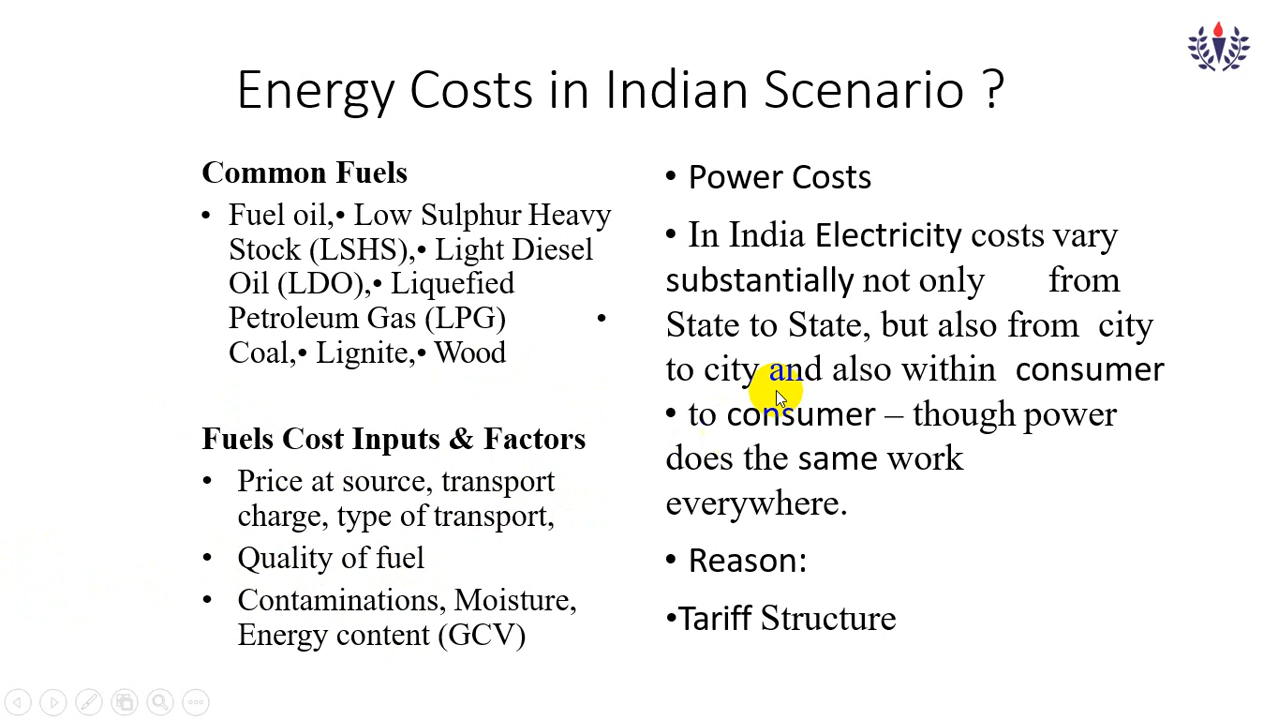 Energy Costs in Indian Scenario ?
Common Fuels
• Fuel oil,• Low Sulphur Heavy
Stock (LSHS),• Light Diesel
Oil (LDO),• Liquefied
Petroleum Gas (LPG) •
Coal,• Lignite,• Wood
Fuels Cost Inputs & Factors
• Price at source, transport
charge, type of transport,
• Quality of fuel
• Contaminations, Moisture,
Energy content (GCV)
• Power Costs
• In India Electricity costs vary
substantially not only from
State to State, but also from city
to city and also within consumer
• to consumer – though power
does the same work
everywhere.
• Reason:
•Tariff Structure